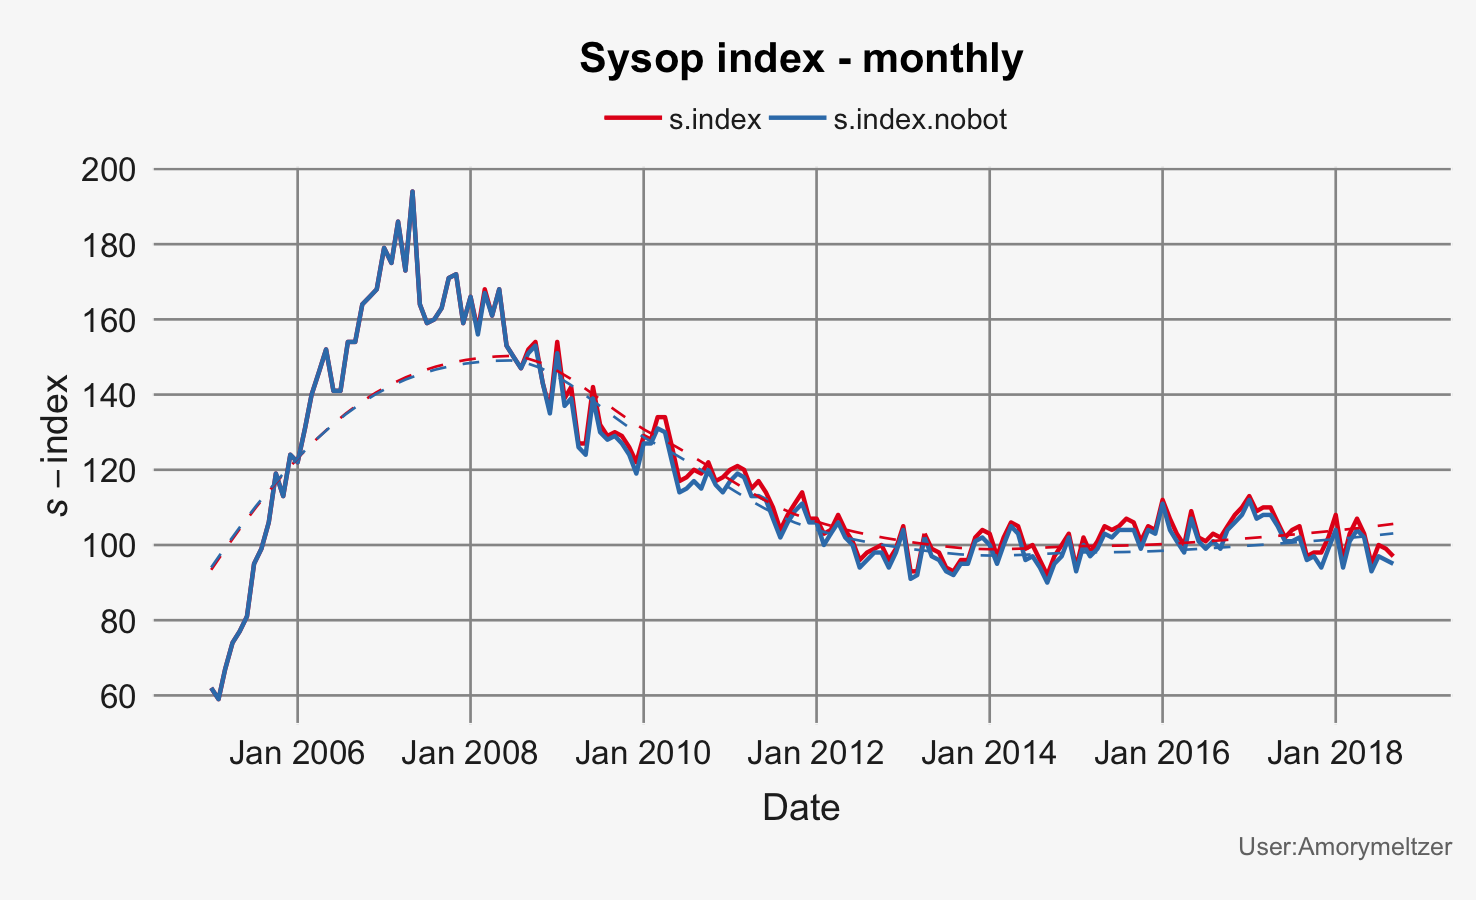 Sysop index - monthly
s.index s.index.nobot
200
180
160
140
120
100
80
60
s – index
Jan 2006 Jan 2008 Jan 2010 Jan 2012 Jan 2014 Jan 2016 Jan 2018
Date
User:Amorymeltzer